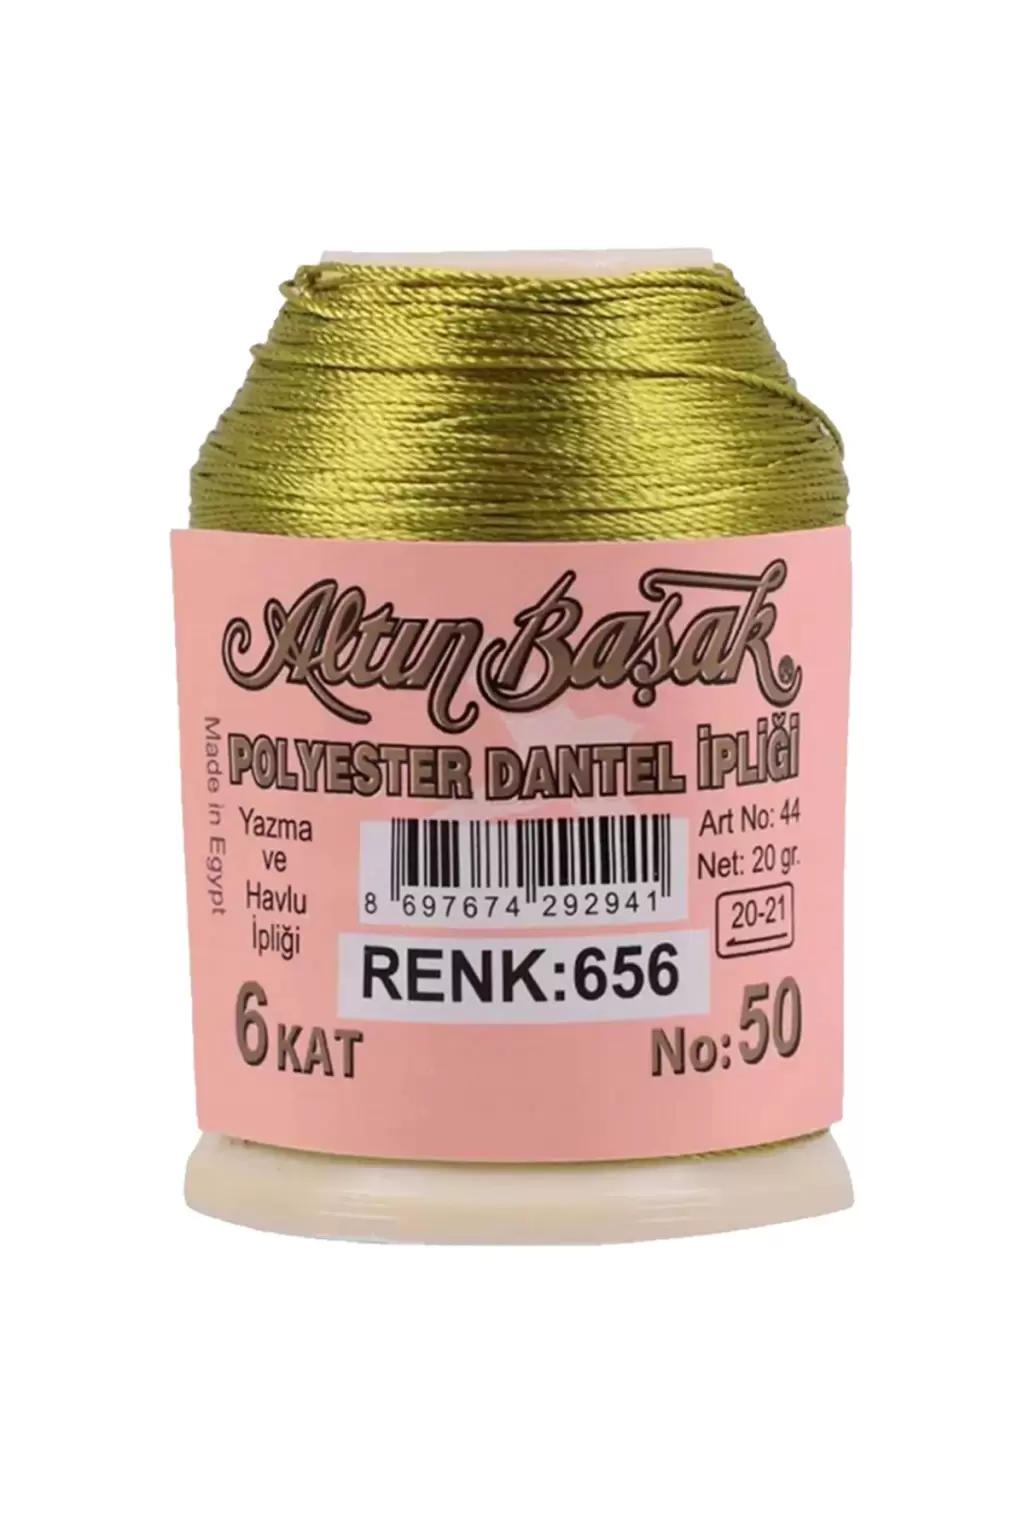 Altın Başak
POLYESTER DANTEL İPLİĞİ
Made in Egypt
Yazma
ve
Havlu
İpliği
8 697674 292941
Art No: 44
Net: 20 gr.
20-21
RENK:656
6 KAT
No:50